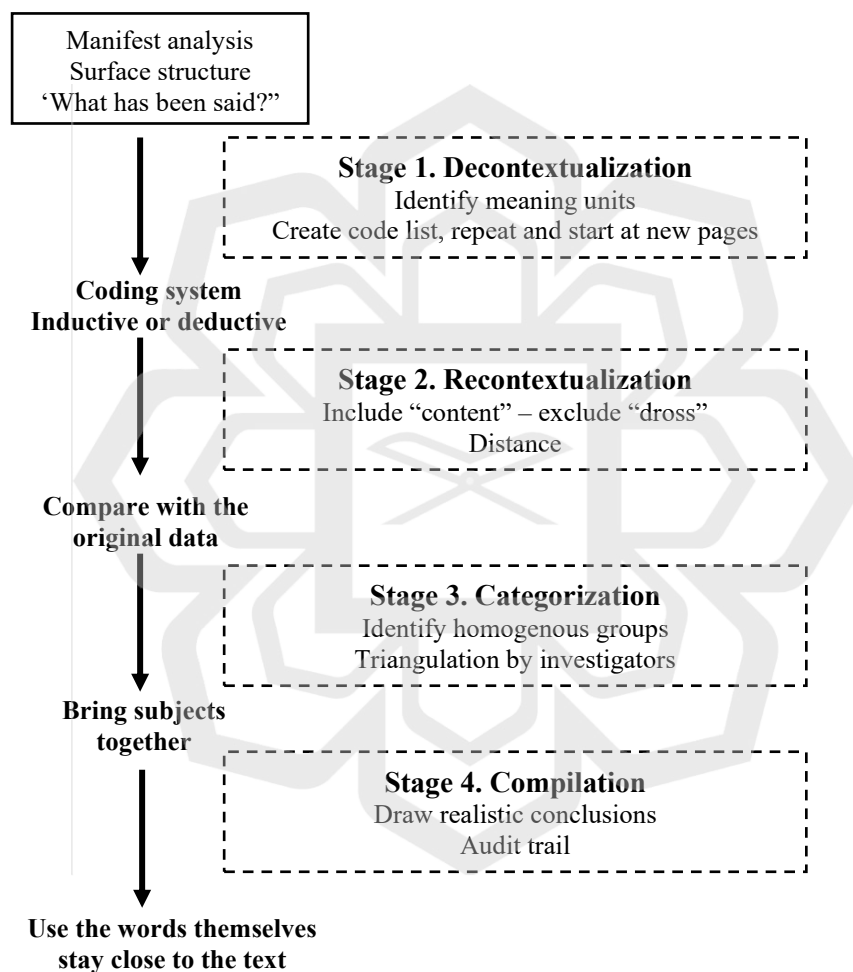 Manifest analysis
Surface structure
‘What has been said?”
Stage 1. Decontextualization
Identify meaning units
Create code list, repeat and start at new pages
Coding system
Inductive or deductive
Stage 2. Recontextualization
Include “content” – exclude “dross”
Distance
Compare with the
original data
Stage 3. Categorization
Identify homogenous groups
Triangulation by investigators
Bring subjects
together
Stage 4. Compilation
Draw realistic conclusions
Audit trail
Use the words themselves
stay close to the text